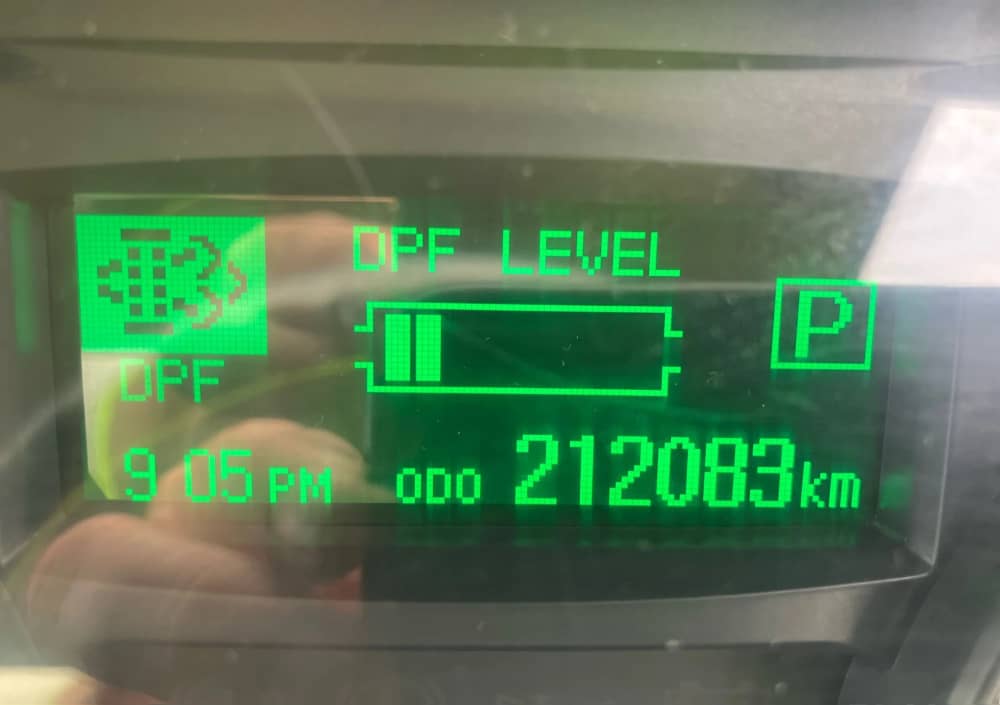 DPF LEVEL
P
DPF
9 05 PM ODO 212083 km